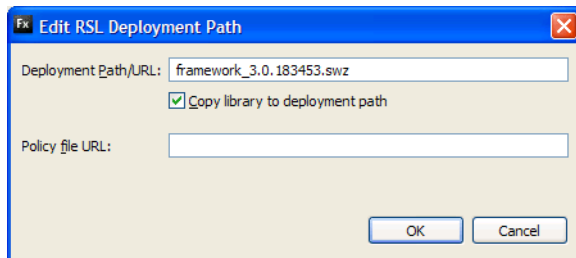 Fx Edit RSL Deployment Path
Deployment Path/URL: framework_3.0.183453.swz
Copy library to deployment path
Policy file URL:
OK Cancel